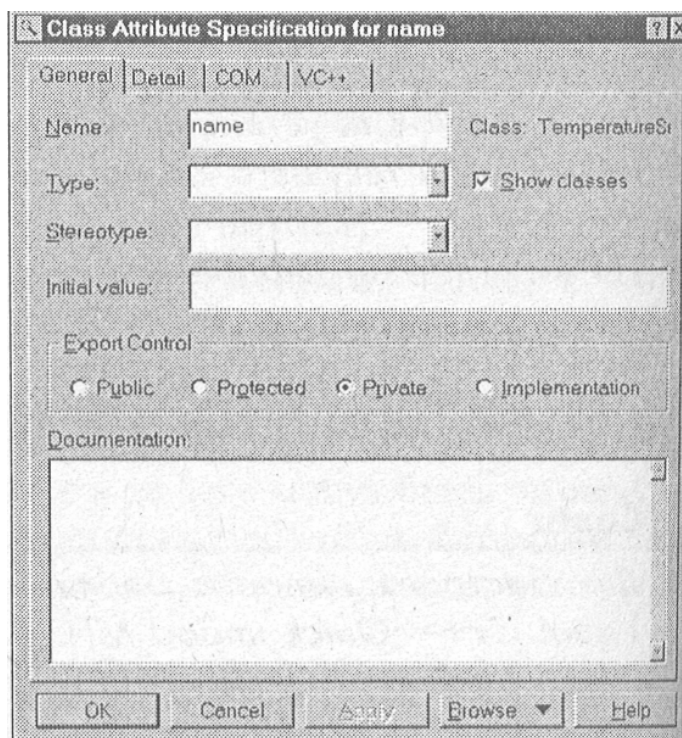 Class Attribute Specification for name
General Detail COM VC++
Name: name Class: TemperatureSe
Type: Show classes
Stereotype:
Initial value:
Export Control
Public Protected Private Implementation
Documentation:
OK Cancel Apply Browse Help